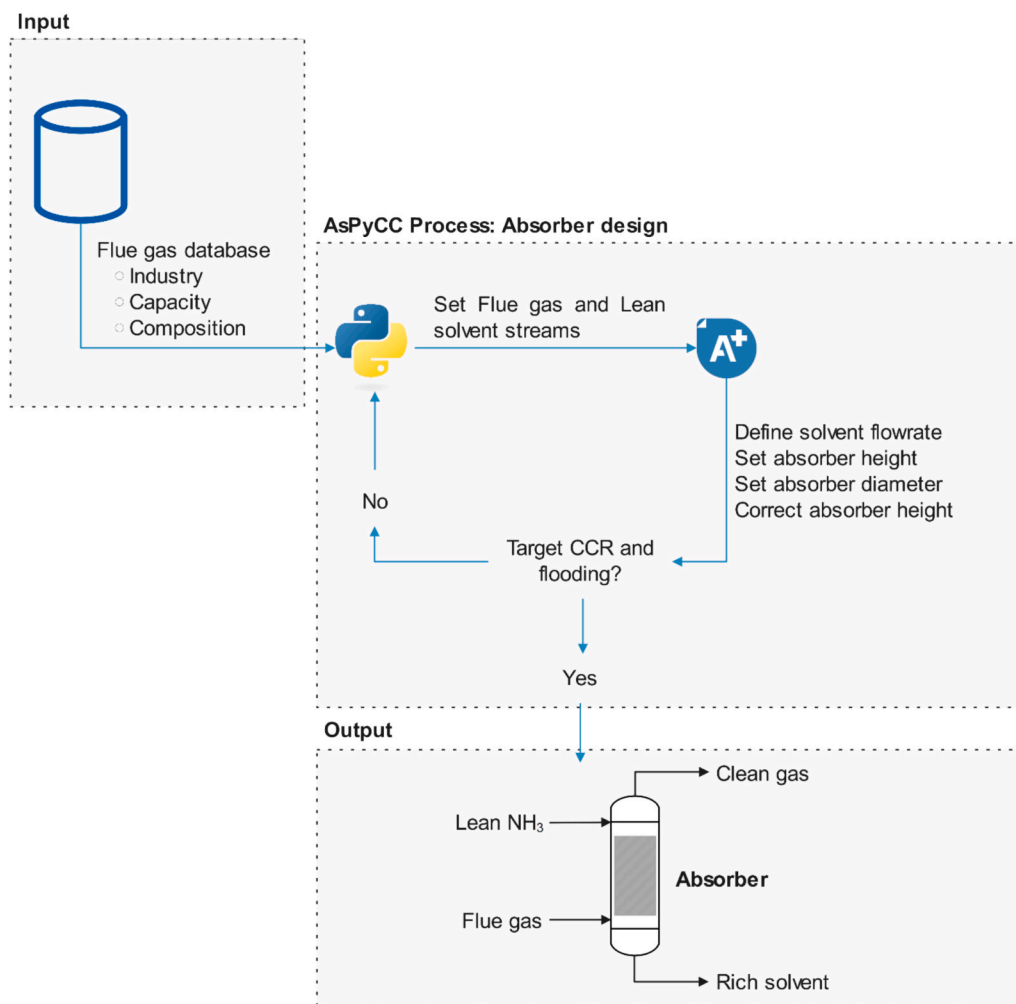 Input
Flue gas database
Industry
Capacity
Composition
AsPyCC Process: Absorber design
Set Flue gas and Lean
solvent streams
A+
Define solvent flowrate
Set absorber height
Set absorber diameter
Correct absorber height
No
Target CCR and
flooding?
Yes
Output
Clean gas
Lean NH₃
Absorber
Flue gas
Rich solvent